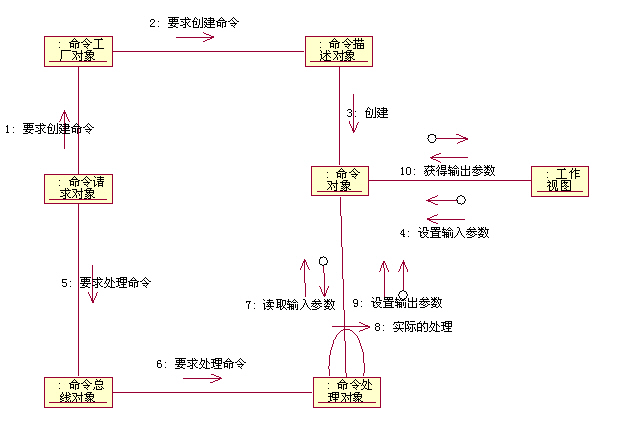 2: 要求创建命令
: 命令工
厂对象
: 命令描
述对象
3: 创建
1: 要求创建命令
10: 获得输出参数
: 命令请
求对象
: 命令
对象
: 工作
视图
4: 设置输入参数
5: 要求处理命令
7: 读取输入参数
9: 设置输出参数
8: 实际的处理
6: 要求处理命令
: 命令总
线对象
: 命令处
理对象